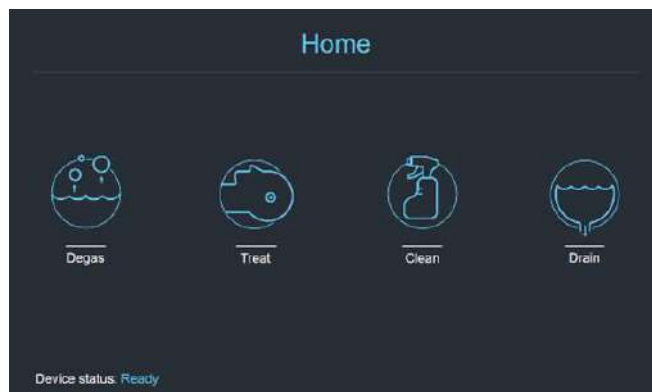 Home
Degas
Treat
Clean
Drain
Device status: Ready